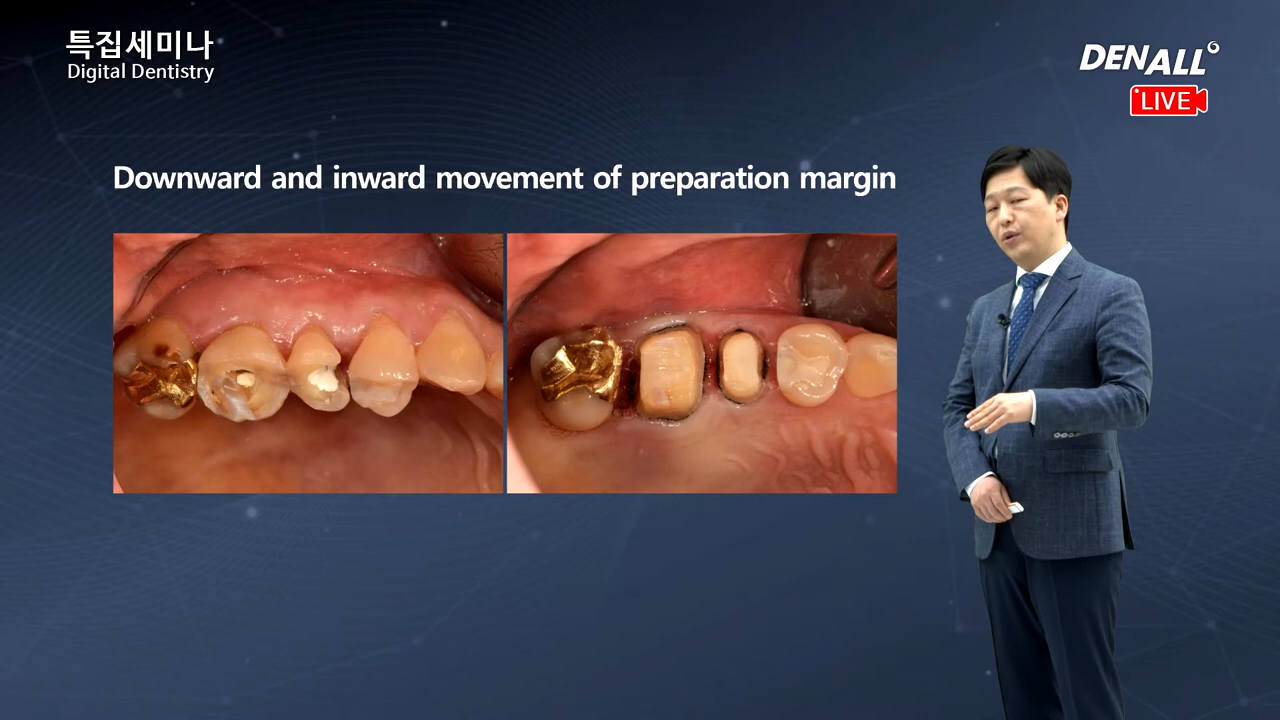 특집세미나
Digital Dentistry
DENALL
LIVE
Downward and inward movement of preparation margin